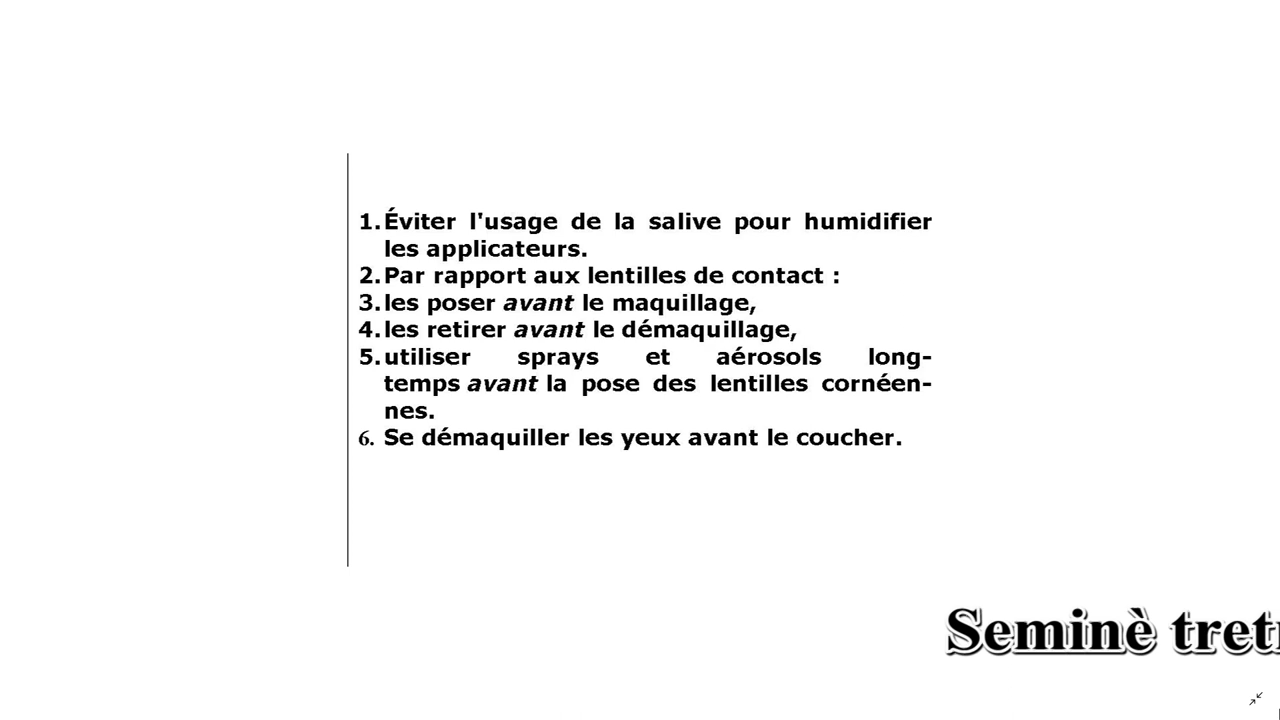 1. Éviter l'usage de la salive pour humidifier
les applicateurs.
2. Par rapport aux lentilles de contact :
3. les poser avant le maquillage,
4. les retirer avant le démaquillage,
5. utiliser sprays et aérosols long-
temps avant la pose des lentilles cornéen-
nes.
6. Se démaquiller les yeux avant le coucher.
Seminè